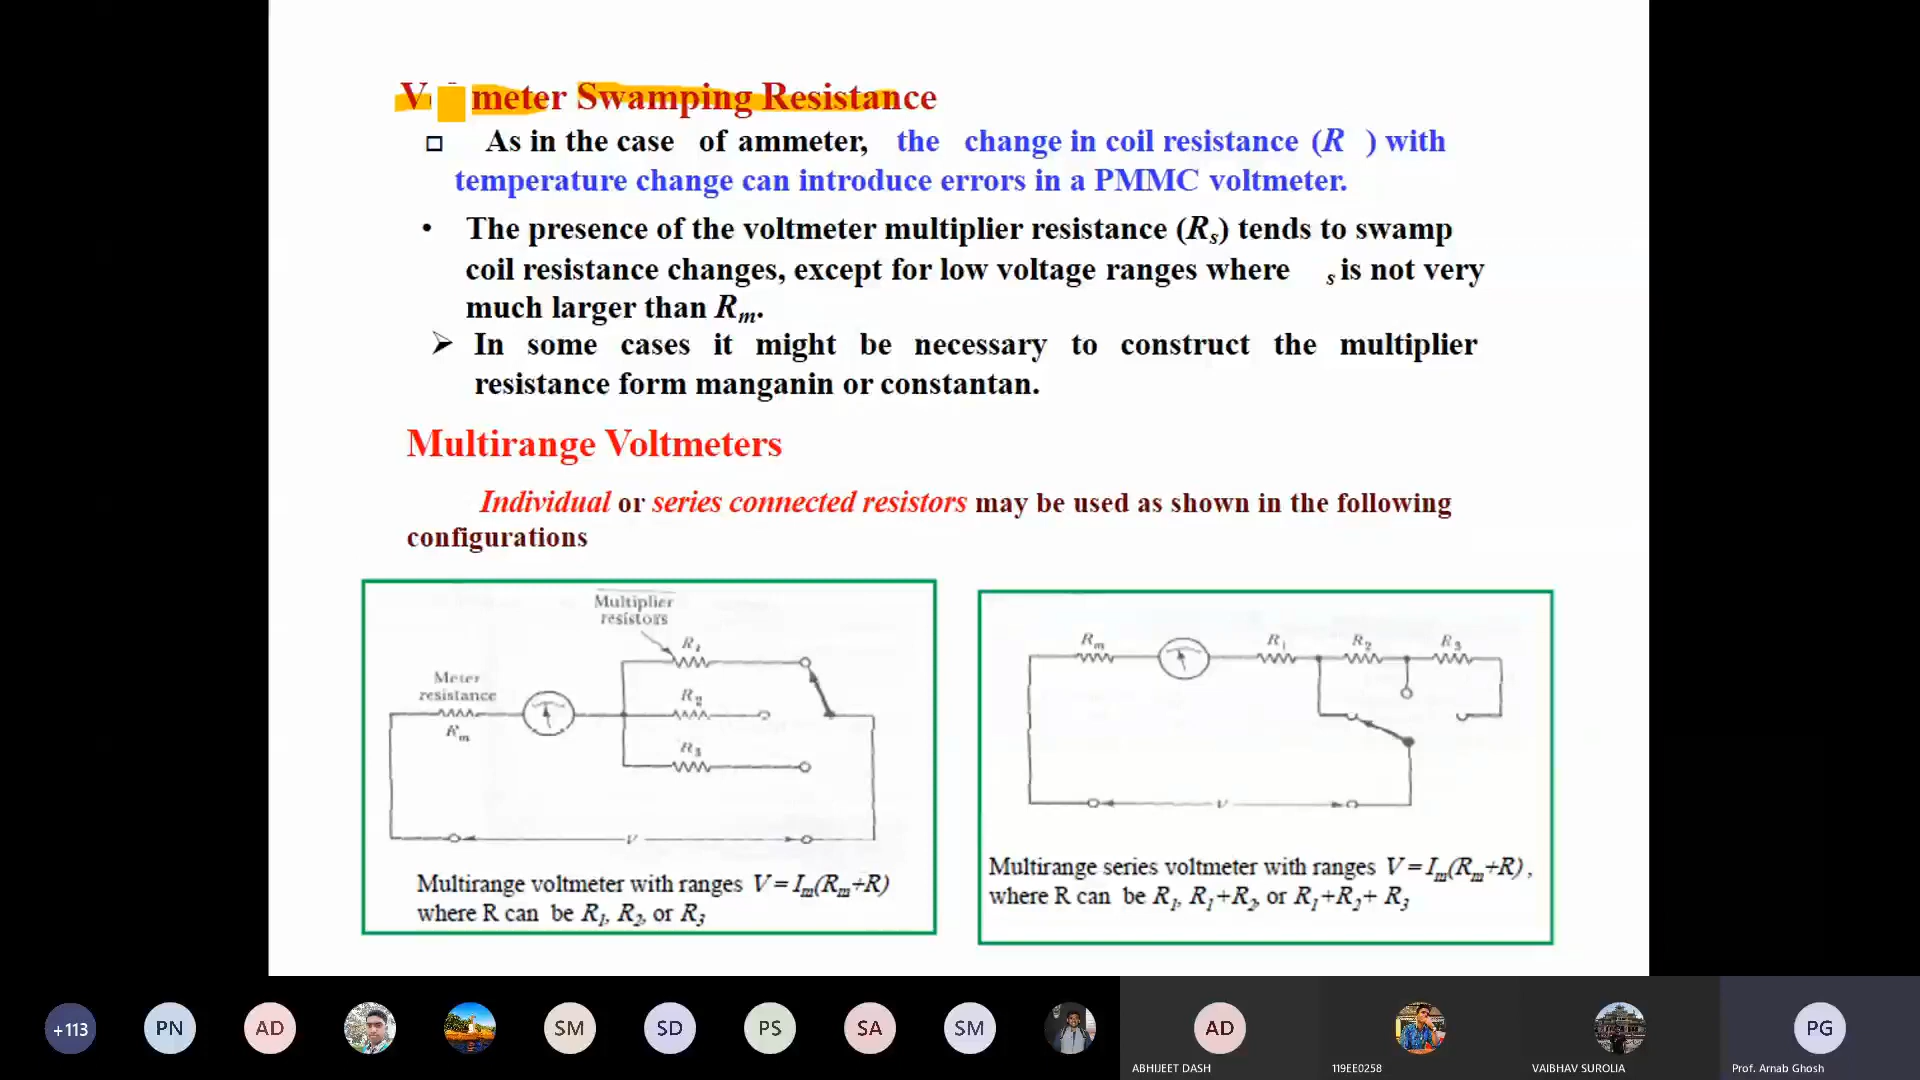 V meter Swamping Resistance
As in the case of ammeter, the change in coil resistance (R ) with
temperature change can introduce errors in a PMMC voltmeter.
• The presence of the voltmeter multiplier resistance (Rs) tends to swamp
coil resistance changes, except for low voltage ranges where s is not very
much larger than Rm.
➢ In some cases it might be necessary to construct the multiplier
resistance form manganin or constantan.
Multirange Voltmeters
Individual or series connected resistors may be used as shown in the following
configurations
Multiplier
resistors
R1
Meter
resistance
Rm
R2
R3
V
Multirange voltmeter with ranges V=Im(Rm+R)
where R can be R1, R2, or R3
Rm R1 R2 R3
V
Multirange series voltmeter with ranges V=Im(Rm+R),
where R can be R1, R1+R2, or R1+R2+ R3
+113 PN AD SM SD PS SA SM AD PG
ABHIJEET DASH 119EE0258 VAIBHAV SUROLIA Prof. Arnab Ghosh